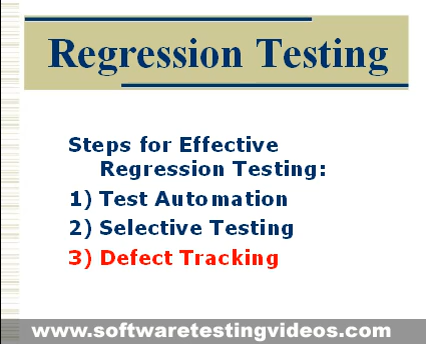 Regression Testing
Steps for Effective
Regression Testing:
1) Test Automation
2) Selective Testing
3) Defect Tracking
www.softwaretestingvideos.com